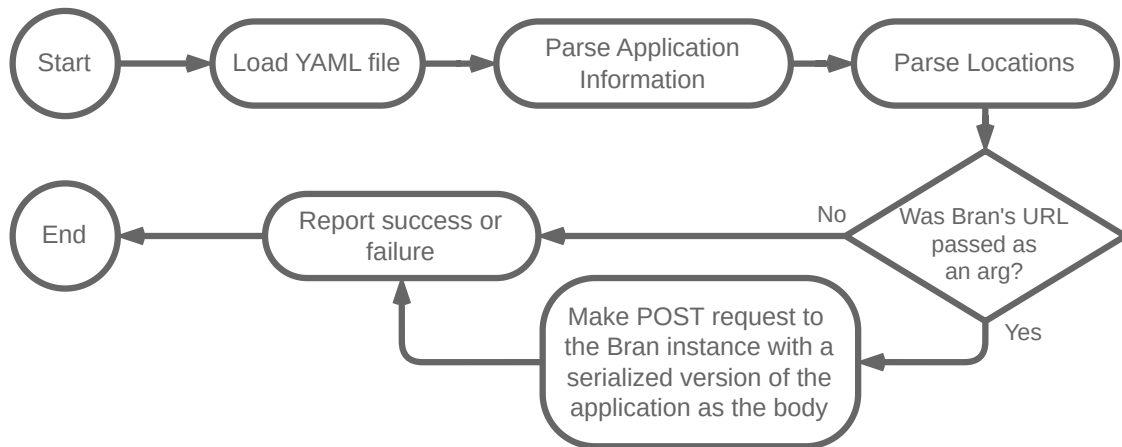 Start
Load YAML file
Parse Application
Information
Parse Locations
Was Bran's URL
passed as
an arg?
No
Yes
Make POST request to
the Bran instance with a
serialized version of the
application as the body
Report success or
failure
End